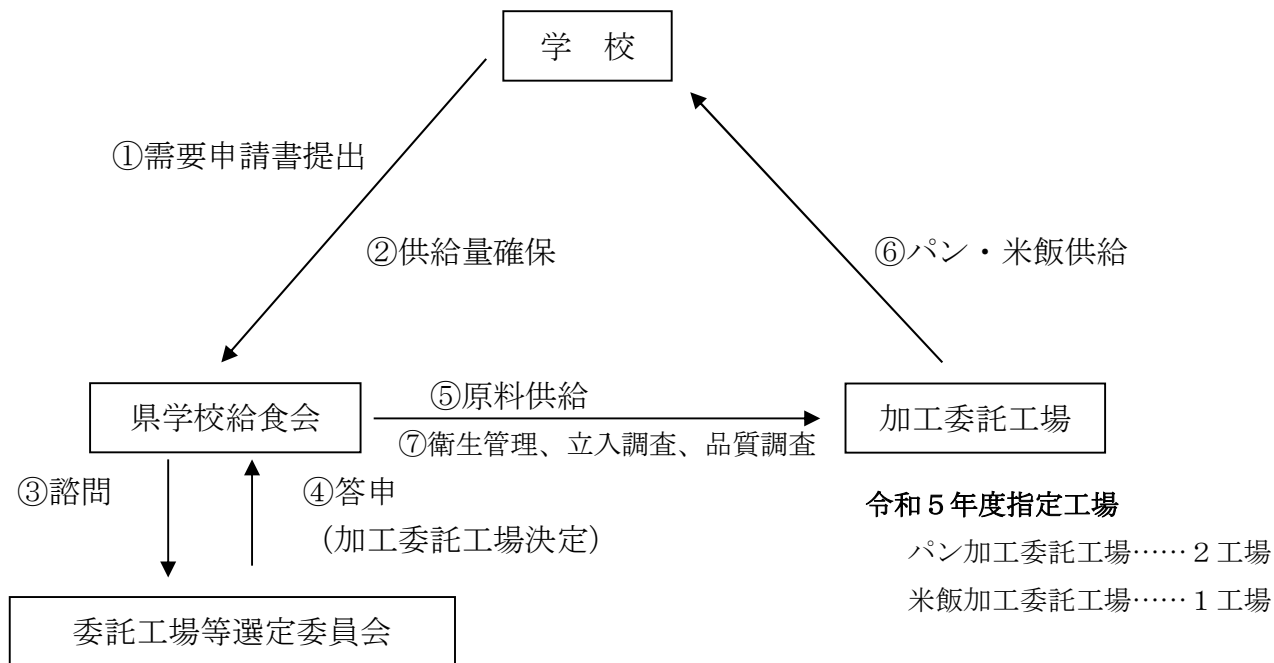 学　校
①需要申請書提出
②供給量確保
⑥パン・米飯供給
県学校給食会
⑤原料供給
⑦衛生管理、立入調査、品質調査
加工委託工場
③諮問
④答申
（加工委託工場決定）
令和５年度指定工場
パン加工委託工場……２工場
米飯加工委託工場……１工場
委託工場等選定委員会